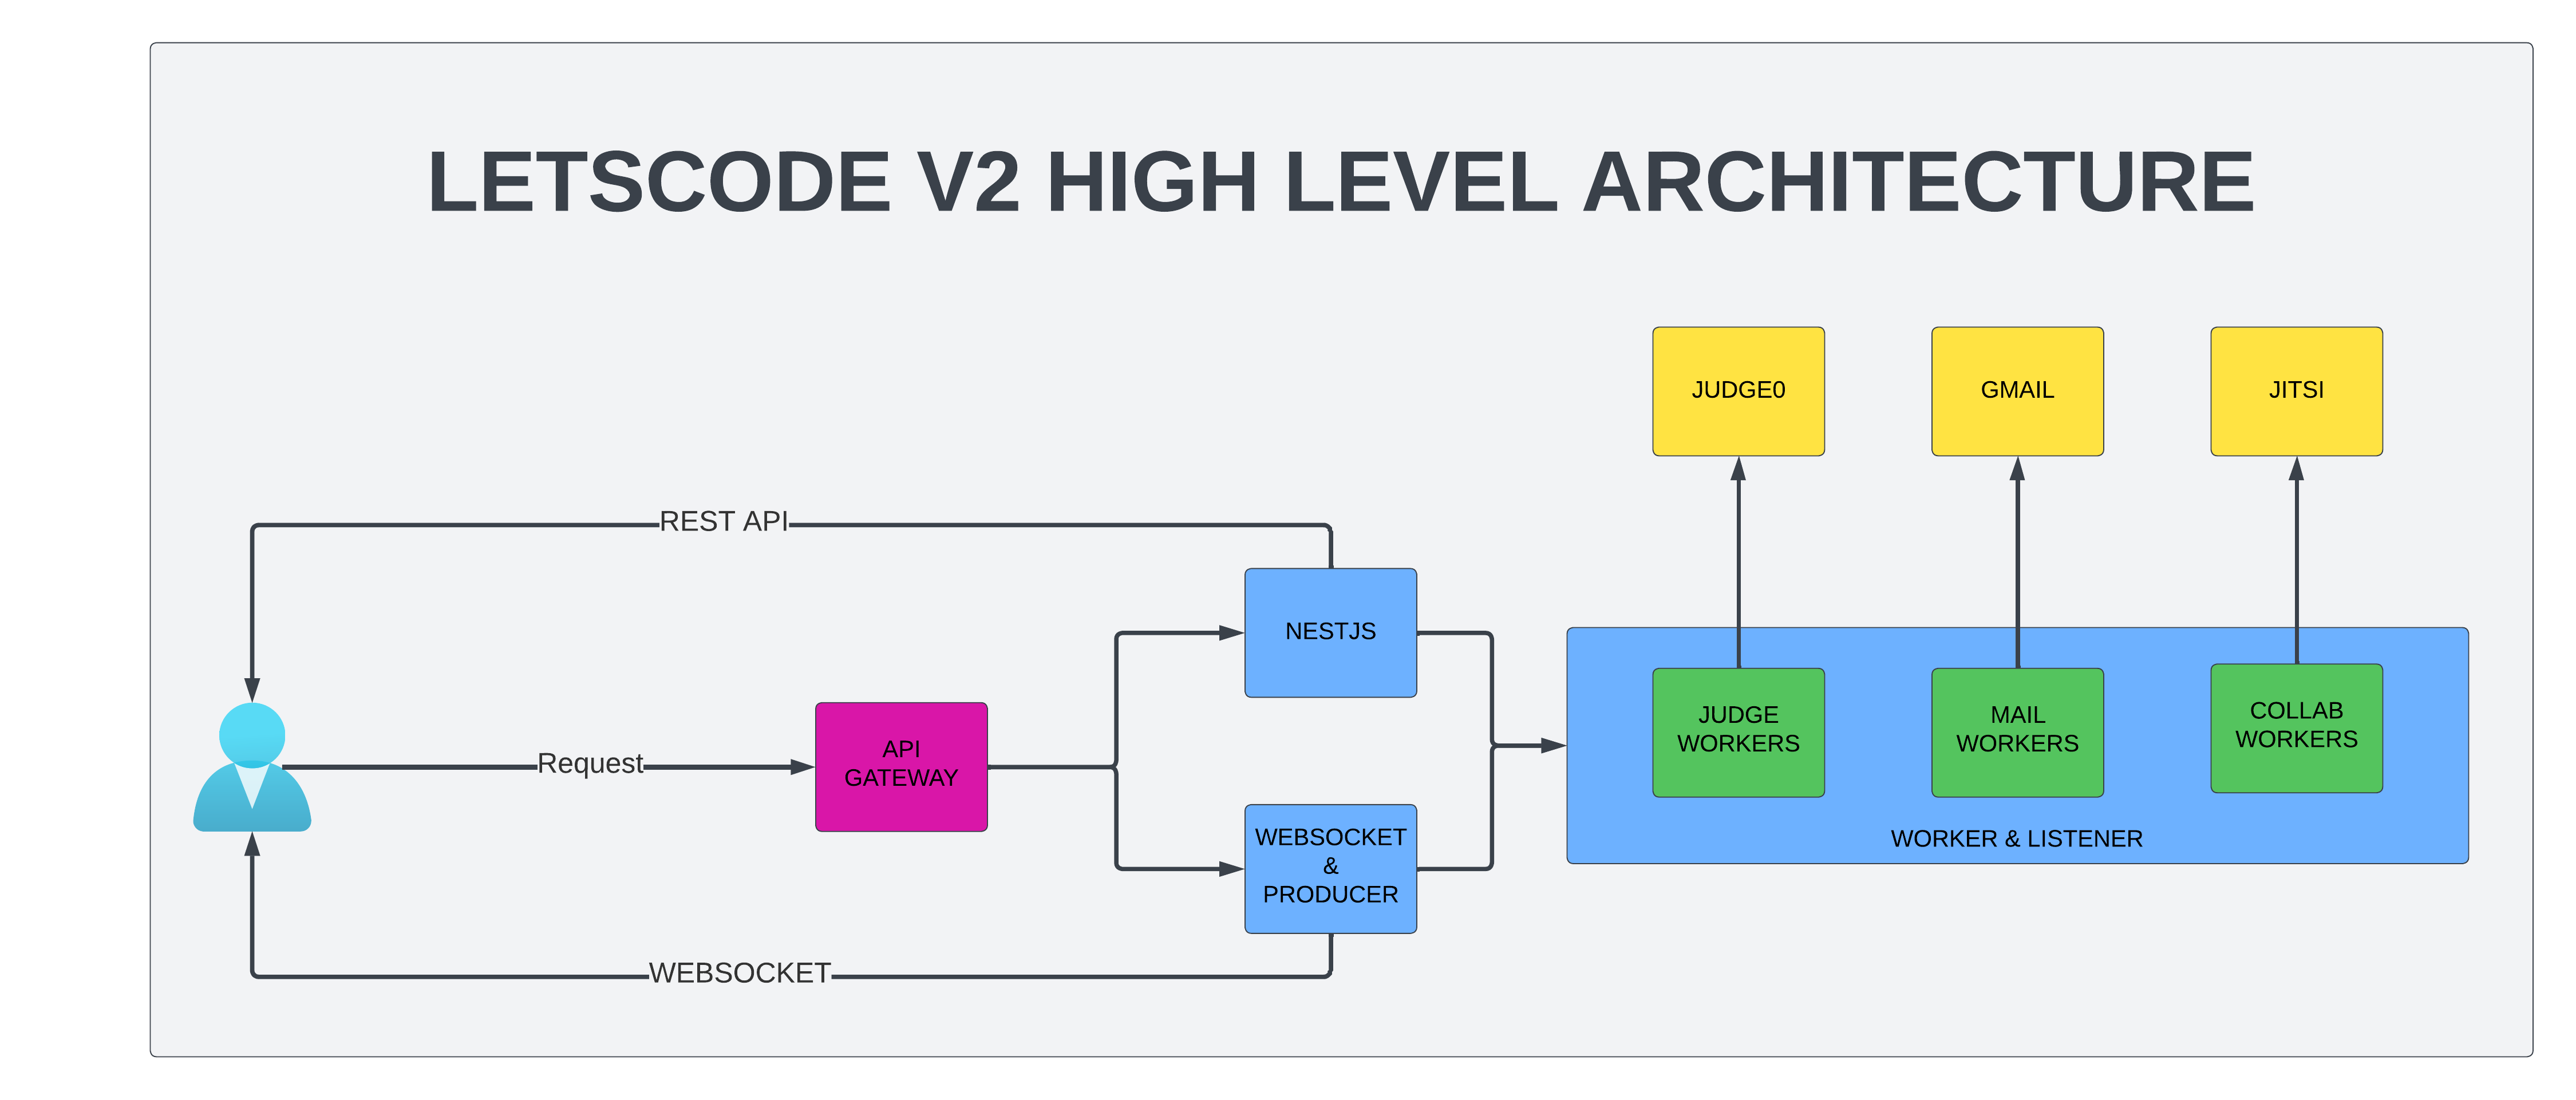 LETSCODE V2 HIGH LEVEL ARCHITECTURE
JUDGE0
GMAIL
JITSI
REST API
NESTJS
Request
API
GATEWAY
JUDGE
WORKERS
MAIL
WORKERS
COLLAB
WORKERS
WORKER & LISTENER
WEBSOCKET
&
PRODUCER
WEBSOCKET